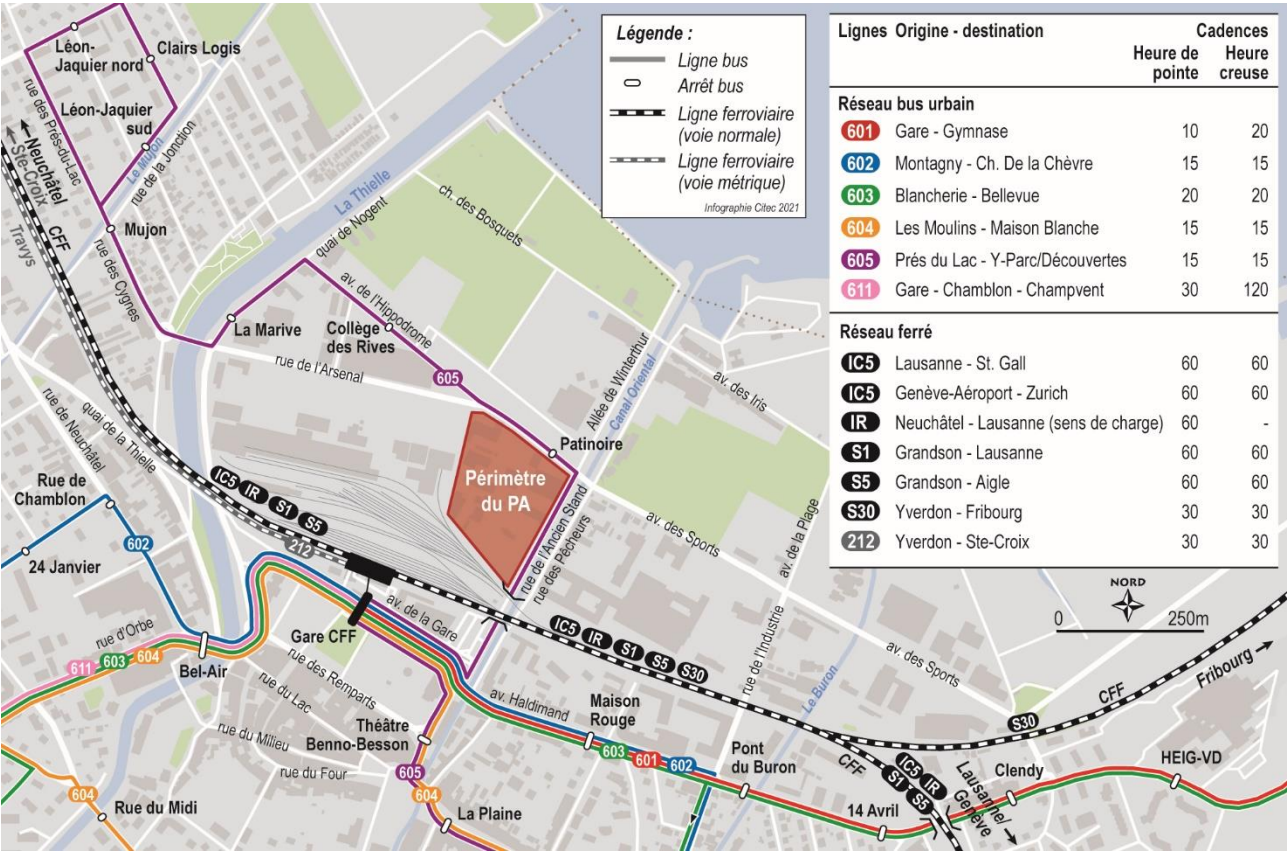 Légende :
Ligne bus
Arrêt bus
Ligne ferroviaire
(voie normale)
Ligne ferroviaire
(voie métrique)
Infographie Citec 2021
Lignes Origine - destination Cadences
Heure de pointe Heure creuse
Réseau bus urbain
601 Gare - Gymnase 10 20
602 Montagny - Ch. De la Chèvre 15 15
603 Blancherie - Bellevue 20 20
604 Les Moulins - Maison Blanche 15 15
605 Prés du Lac - Y-Parc/Découvertes 15 15
611 Gare - Chamblon - Champvent 30 120
Réseau ferré
IC5 Lausanne - St. Gall 60 60
IC5 Genève-Aéroport - Zurich 60 60
IR Neuchâtel - Lausanne (sens de charge) 60 -
S1 Grandson - Lausanne 60 60
S5 Grandson - Aigle 60 60
S30 Yverdon - Fribourg 30 30
212 Yverdon - Ste-Croix 30 30
NORD
0 250m
Léon-
Jaquier nord
Clairs Logis
Léon-Jaquier
sud
rue des Prés-du-Lac
Le Mujon
rue de la Jonction
Neuchâtel
Ste-Croix
CFF
Travys
Mujon
rue des Cygnes
La Thielle
quai de Nogent
ch. des Bosquets
La Marive
av. de l'Hippodrome
Collège
des Rives
rue de l'Arsenal
605
Allée de Winterthur
Canal Oriental
av. des Iris
Patinoire
Périmètre
du PA
rue de l'Ancien Stand
rue des Pêcheurs
av. des Sports
av. de la Plage
rue de Neuchâtel
quai de la Thielle
Rue de
Chamblon
602
24 Janvier
IC5 IR S1 S5
212
Gare CFF
av. de la Gare
rue d'Orbe
611 603 604
Bel-Air
rue des Remparts
rue du Lac
rue du Milieu
rue du Four
Théâtre
Benno-Besson
605 604
La Plaine
604
Rue du Midi
av. Haldimand
Maison
Rouge
603 601 602
IC5 IR S1 S5 S30
rue de l'Industrie
Le Buron
av. des Sports
Pont
du Buron
S30
CFF
Fribourg
CFF
IC5 IR
S1 S5
Lausanne/
Genève
14 Avril
Clendy
HEIG-VD